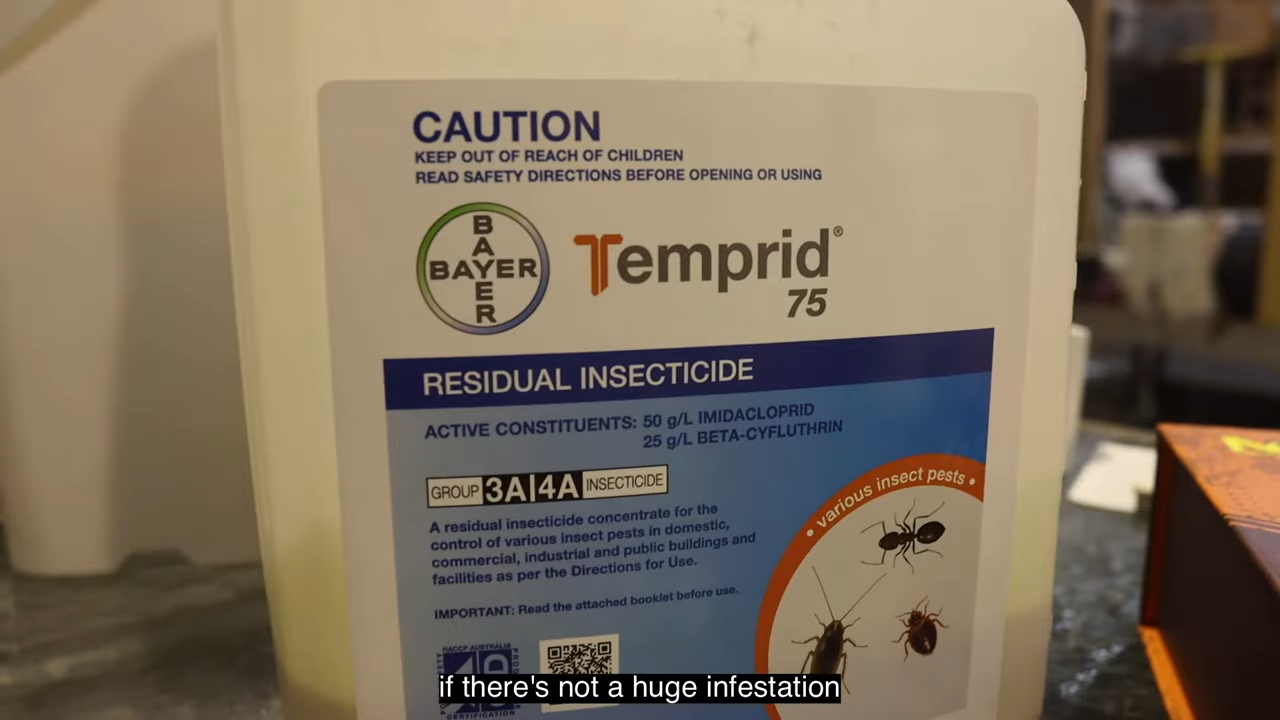 CAUTION
KEEP OUT OF REACH OF CHILDREN
READ SAFETY DIRECTIONS BEFORE OPENING OR USING
BAYER
BAYER
Temprid®
75
RESIDUAL INSECTICIDE
ACTIVE CONSTITUENTS: 50 g/L IMIDACLOPRID
25 g/L BETA-CYFLUTHRIN
GROUP 3A|4A INSECTICIDE
• various insect pests •
A residual insecticide concentrate for the
control of various insect pests in domestic,
commercial, industrial and public buildings and
facilities as per the Directions for Use.
IMPORTANT: Read the attached booklet before use.
HACCP AUSTRALIA
CERTIFICATION
if there's not a huge infestation